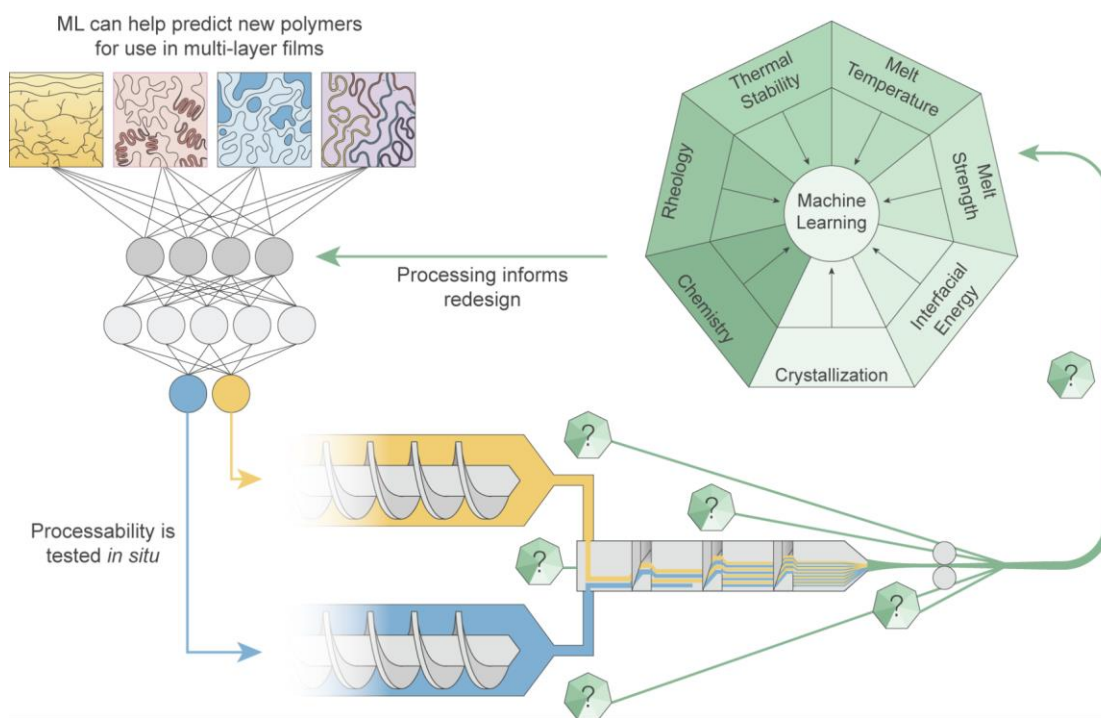 ML can help predict new polymers
for use in multi-layer films
Thermal
Stability
Melt
Temperature
Melt
Strength
Rheology
Machine
Learning
Chemistry
Interfacial
Energy
Crystallization
Processing informs
redesign
Processability is
tested in situ
?
?
?
?
?
?